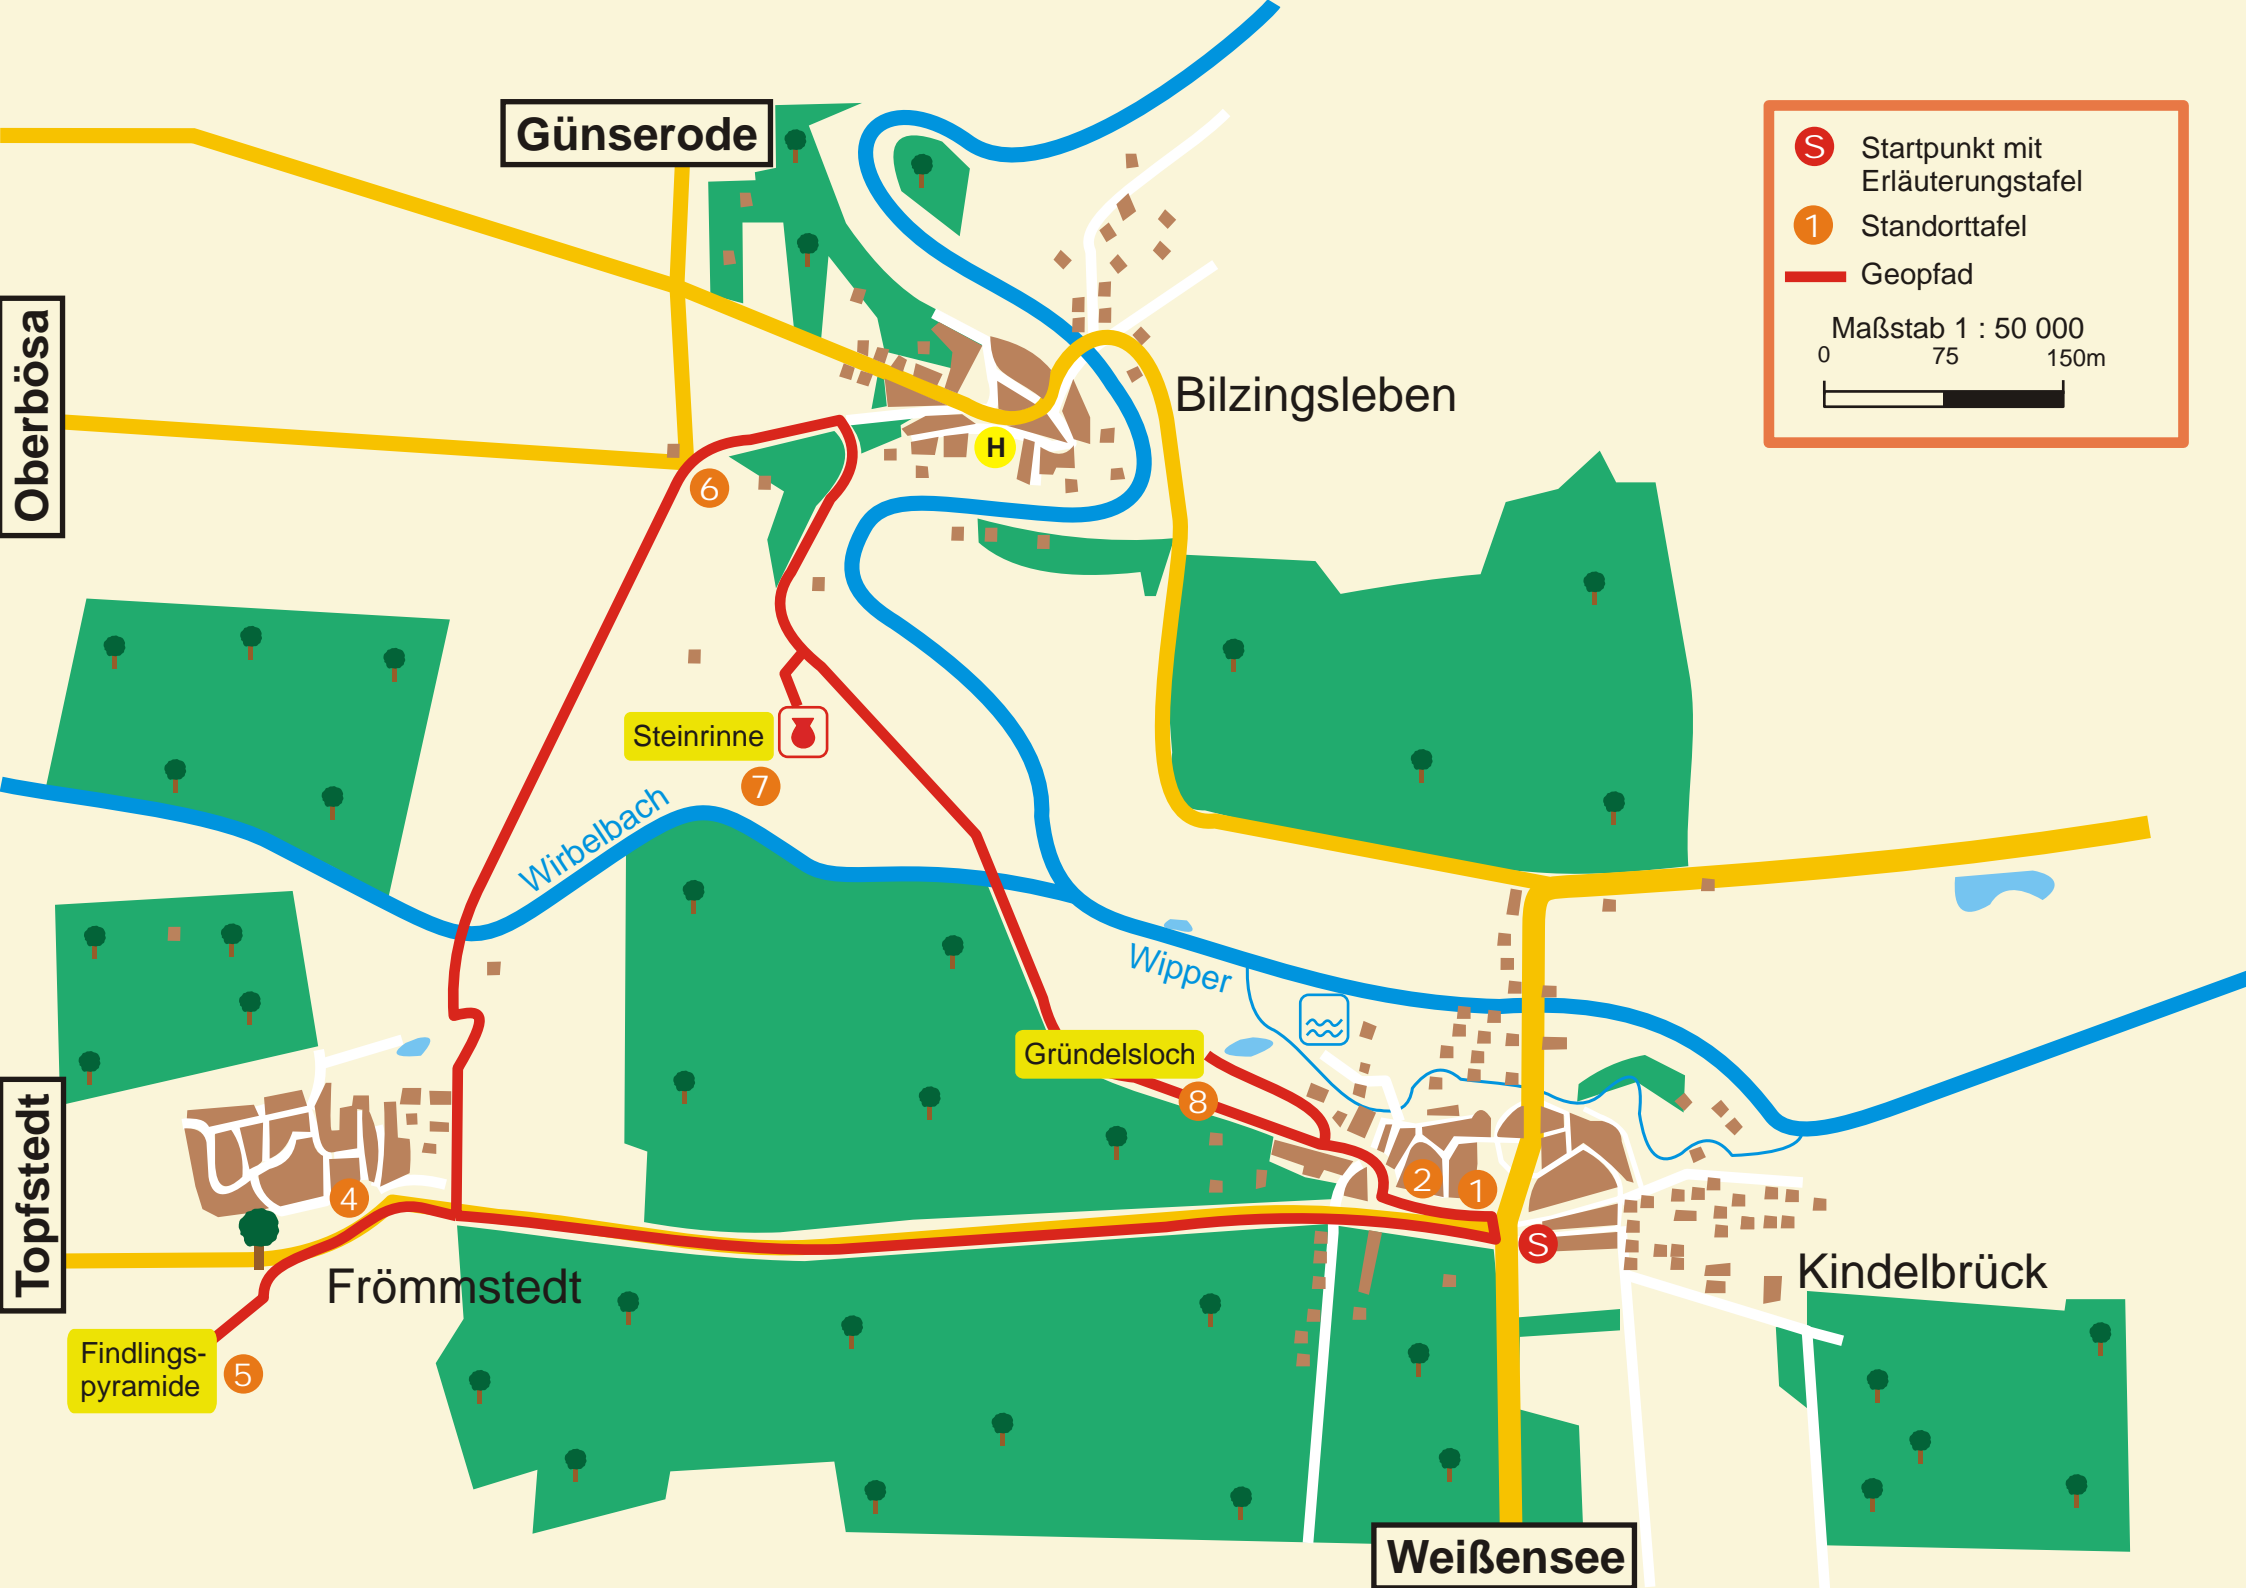 Günserode
S
Startpunkt mit
Erläuterungstafel
1
Standorttafel
Geopfad
Maßstab 1 : 50 000
0 75 150m
Oberbösa
Bilzingsleben
H
6
Steinrinne
7
Wirbelbach
Wipper
Gründelsloch
8
Topfstedt
4
2
1
S
Frömmstedt
Kindelbrück
Findlings-
pyramide
5
Weißensee